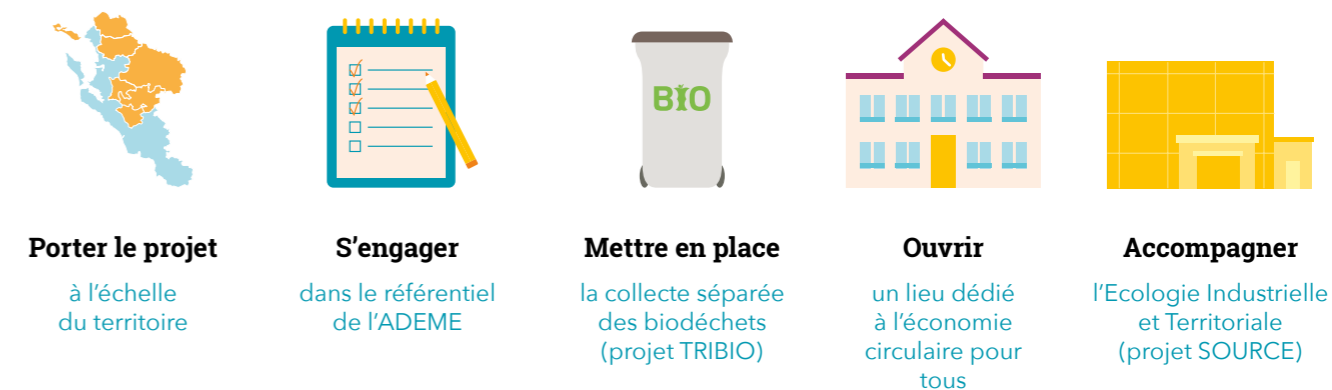 BIO
Porter le projet
à l'échelle
du territoire
S'engager
dans le référentiel
de l'ADEME
Mettre en place
la collecte séparée
des biodéchets
(projet TRIBIO)
Ouvrir
un lieu dédié
à l'économie
circulaire pour
tous
Accompagner
l'Ecologie Industrielle
et Territoriale
(projet SOURCE)